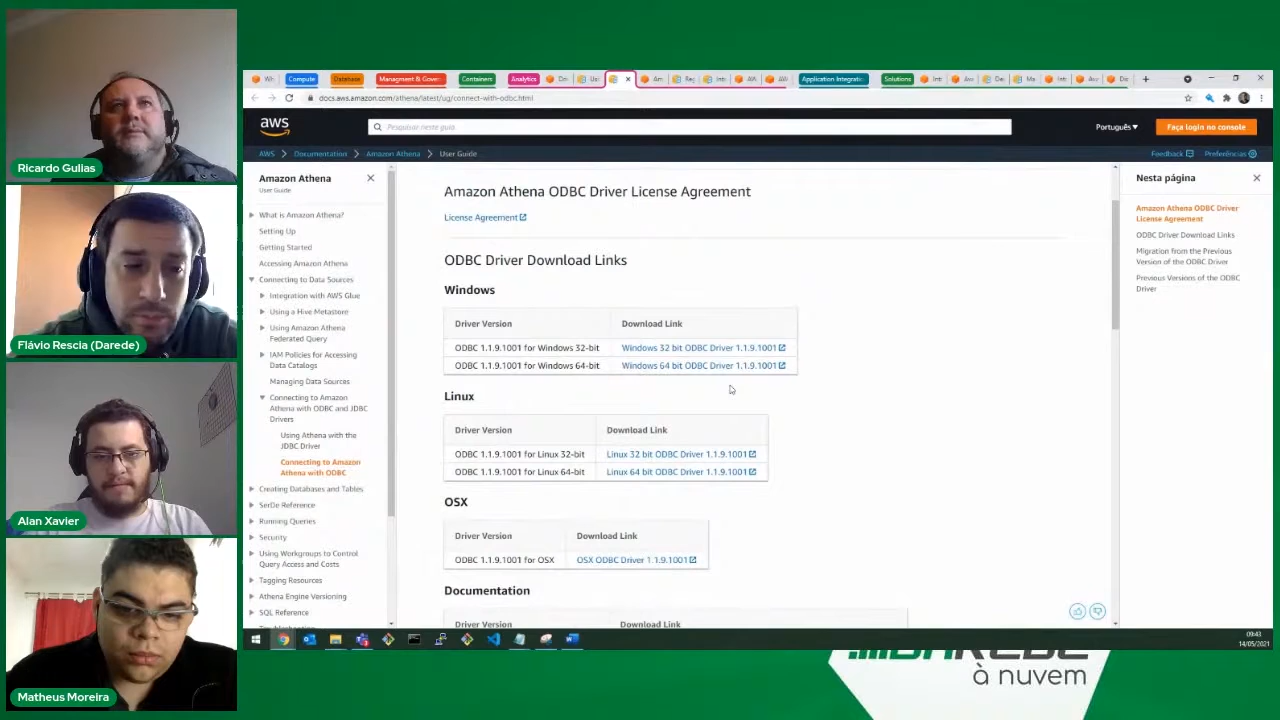 Ricardo Gulias
Flávio Rescia (Darede)
Alan Xavier
Matheus Moreira
Wh
Compute
Database
Managment & Gover
Containers
Analytics
Application Integratio
Solutions
docs.aws.amazon.com/athena/latest/ug/connect-with-odbc.html
aws
Pesquisar neste guia
Português
Faça login no console
AWS > Documentation > Amazon Athena > User Guide
Feedback
Preferências
Amazon Athena
User Guide
What is Amazon Athena?
Setting Up
Getting Started
Accessing Amazon Athena
Connecting to Data Sources
Integration with AWS Glue
Using a Hive Metastore
Using Amazon Athena
Federated Query
IAM Policies for Accessing
Data Catalogs
Managing Data Sources
Connecting to Amazon
Athena with ODBC and JDBC
Drivers
Using Athena with the
JDBC Driver
Connecting to Amazon
Athena with ODBC
Creating Databases and Tables
SerDe Reference
Running Queries
Security
Using Workgroups to Control
Query Access and Costs
Tagging Resources
Athena Engine Versioning
SQL Reference
Amazon Athena ODBC Driver License Agreement
License Agreement
ODBC Driver Download Links
Windows
Driver Version Download Link
ODBC 1.1.9.1001 for Windows 32-bit Windows 32 bit ODBC Driver 1.1.9.1001
ODBC 1.1.9.1001 for Windows 64-bit Windows 64 bit ODBC Driver 1.1.9.1001
Linux
Driver Version Download Link
ODBC 1.1.9.1001 for Linux 32-bit Linux 32 bit ODBC Driver 1.1.9.1001
ODBC 1.1.9.1001 for Linux 64-bit Linux 64 bit ODBC Driver 1.1.9.1001
OSX
Driver Version Download Link
ODBC 1.1.9.1001 for OSX OSX ODBC Driver 1.1.9.1001
Documentation
Driver Version Download Link
Nesta página
Amazon Athena ODBC Driver
License Agreement
ODBC Driver Download Links
Migration from the Previous
Version of the ODBC Driver
Previous Versions of the ODBC
Driver
09:43
14/05/2021
à nuvem